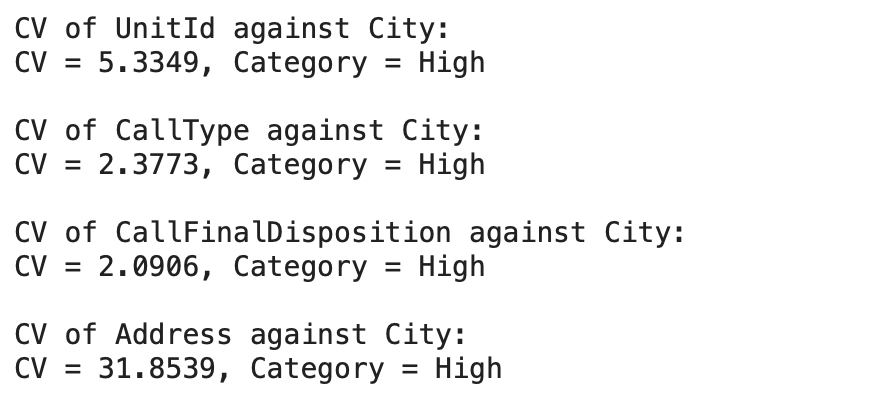 CV of UnitId against City:
CV = 5.3349, Category = High
CV of CallType against City:
CV = 2.3773, Category = High
CV of CallFinalDisposition against City:
CV = 2.0906, Category = High
CV of Address against City:
CV = 31.8539, Category = High